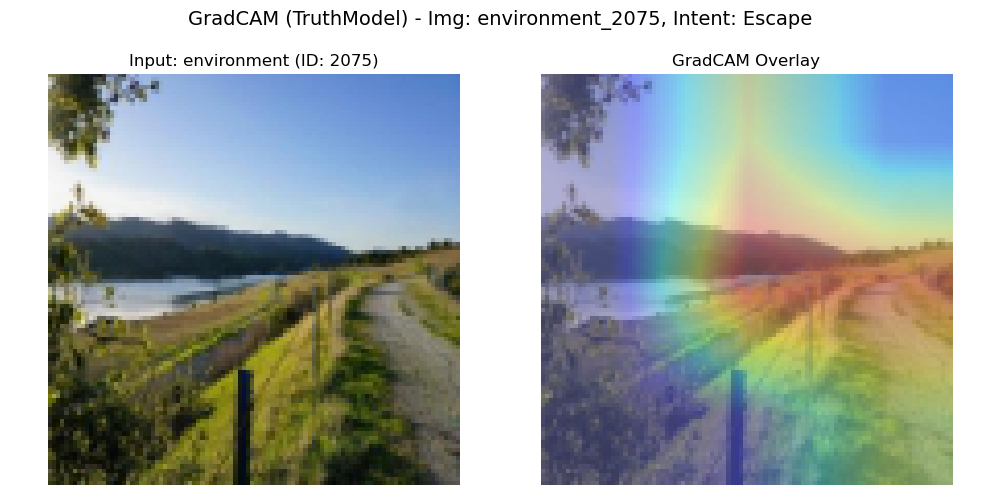 GradCAM (TruthModel) - Img: environment_2075, Intent: Escape
Input: environment (ID: 2075)
GradCAM Overlay